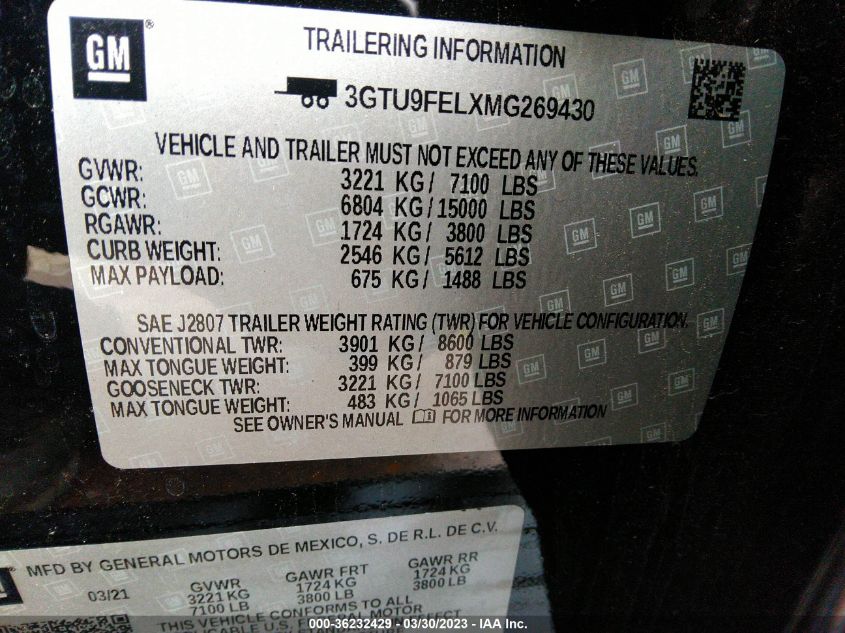 GM
TRAILERING INFORMATION
3GTU9FELXMG269430
VEHICLE AND TRAILER MUST NOT EXCEED ANY OF THESE VALUES.
GVWR: 3221 KG/ 7100 LBS
GCWR: 6804 KG/ 15000 LBS
RGAWR: 1724 KG/ 3800 LBS
CURB WEIGHT: 2546 KG/ 5612 LBS
MAX PAYLOAD: 675 KG/ 1488 LBS
SAE J2807 TRAILER WEIGHT RATING (TWR) FOR VEHICLE CONFIGURATION.
CONVENTIONAL TWR: 3901 KG/ 8600 LBS
MAX TONGUE WEIGHT: 399 KG/ 879 LBS
GOOSENECK TWR: 3221 KG/ 7100 LBS
MAX TONGUE WEIGHT: 483 KG/ 1065 LBS
SEE OWNER'S MANUAL FOR MORE INFORMATION
MFD BY GENERAL MOTORS DE MEXICO, S. DE R.L. DE C.V.
03/21 GVWR GAWR FRT GAWR RR
3221 KG 1724 KG 1724 KG
7100 LB 3800 LB 3800 LB
THIS VEHICLE CONFORMS TO ALL
000-36232429 — 03/30/2023 — IAA Inc.